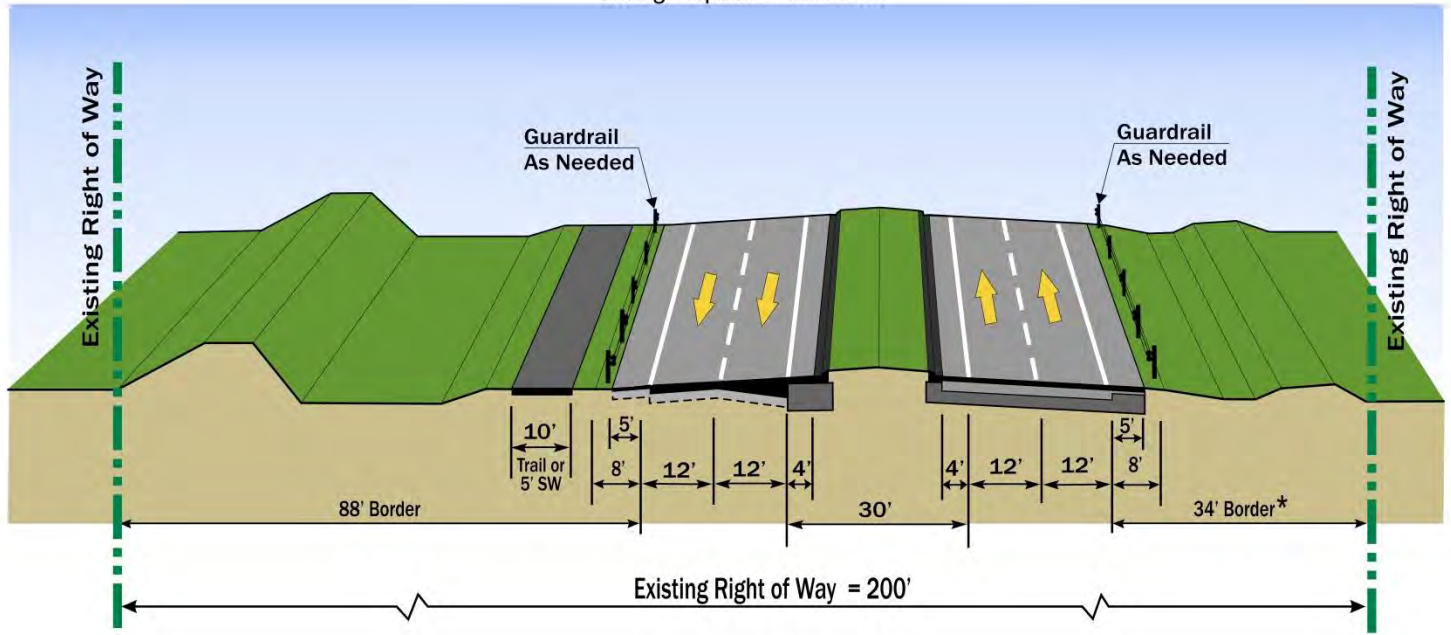 Existing Right of Way
Guardrail
As Needed
Guardrail
As Needed
Existing Right of Way
10'
Trail or
5' SW
5'
8'
12'
12'
4'
4'
12'
12'
5'
8'
88' Border
30'
34' Border*
Existing Right of Way = 200'